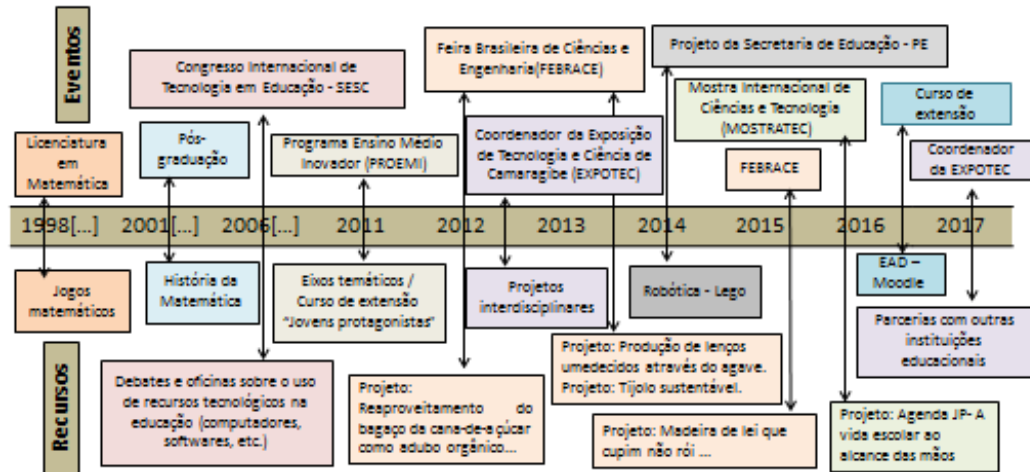 Eventos
Licenciatura
em
Matemática
Pós-
graduação
Congresso Internacional de
Tecnologia em Educação - SESC
Programa Ensino Médio
Inovador (PROEMI)
Feira Brasileira de Ciências e
Engenharia(FEBRACE)
Coordenador da Exposição
de Tecnologia e Ciência de
Camaragibe (EXPOTEC)
Projeto da Secretaria de Educação - PE
Mostra Internacional de
Ciências e Tecnologia
(MOSTRATEC)
FEBRACE
Curso de
extensão
Coordenador
da EXPOTEC
1998[...] 2001[...] 2006[...] 2011 2012 2013 2014 2015 2016 2017
Recursos
Jogos
matemáticos
História da
Matemática
Debates e oficinas sobre o uso
de recursos tecnológicos na
educação (computadores,
softwares, etc.)
Eixos temáticos /
Curso de extensão
“Jovens protagonistas”
Projeto:
Reaproveitamento do
bagaço da cana-de-açúcar
como adubo orgânico...
Projetos
interdisciplinares
Projeto: Produção de lenços
umedecidos através do agave.
Projeto: Tijolo sustentável.
Robótica - Lego
Projeto: Madeira de lei que
cupim não rói ...
Projeto: Agenda JP- A
vida escolar ao
alcance das mãos
EAD –
Moodle
Parcerias com outras
instituições
educacionais